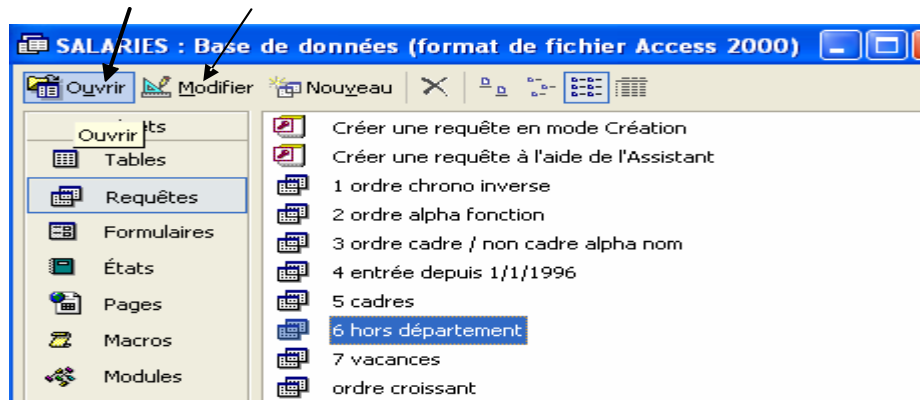 SALARIES : Base de données (format de fichier Access 2000)
Ouvrir Modifier Nouveau
ts
Ouvrir
Tables
Requêtes
Formulaires
États
Pages
Macros
Modules
Créer une requête en mode Création
Créer une requête à l'aide de l'Assistant
1 ordre chrono inverse
2 ordre alpha fonction
3 ordre cadre / non cadre alpha nom
4 entrée depuis 1/1/1996
5 cadres
6 hors département
7 vacances
ordre croissant